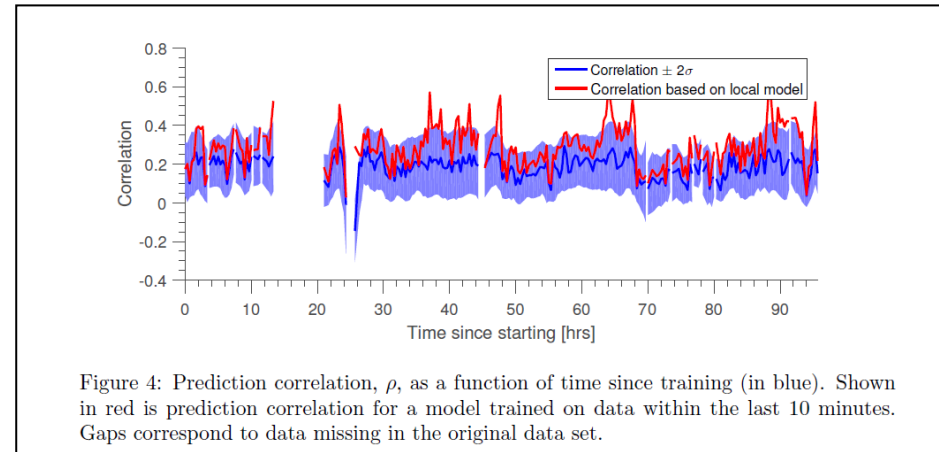 0.8
0.6
0.4
0.2
0
-0.2
-0.4
Correlation
Correlation ± 2σ
Correlation based on local model
0 10 20 30 40 50 60 70 80 90
Time since starting [hrs]
Figure 4: Prediction correlation, ρ, as a function of time since training (in blue). Shown
in red is prediction correlation for a model trained on data within the last 10 minutes.
Gaps correspond to data missing in the original data set.